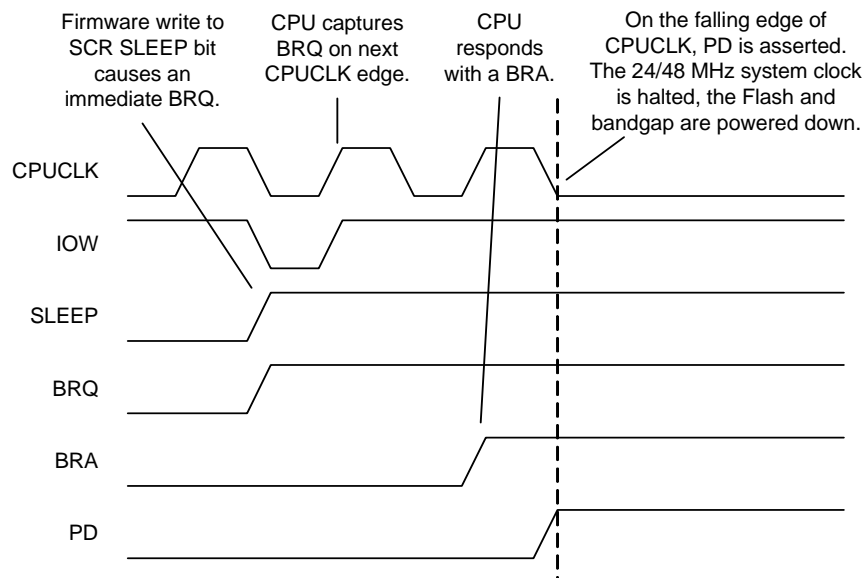 Firmware write to
SCR SLEEP bit
causes an
immediate BRQ.
CPU captures
BRQ on next
CPUCLK edge.
CPU
responds
with a BRA.
On the falling edge of
CPUCLK, PD is asserted.
The 24/48 MHz system clock
is halted, the Flash and
bandgap are powered down.
CPUCLK
IOW
SLEEP
BRQ
BRA
PD